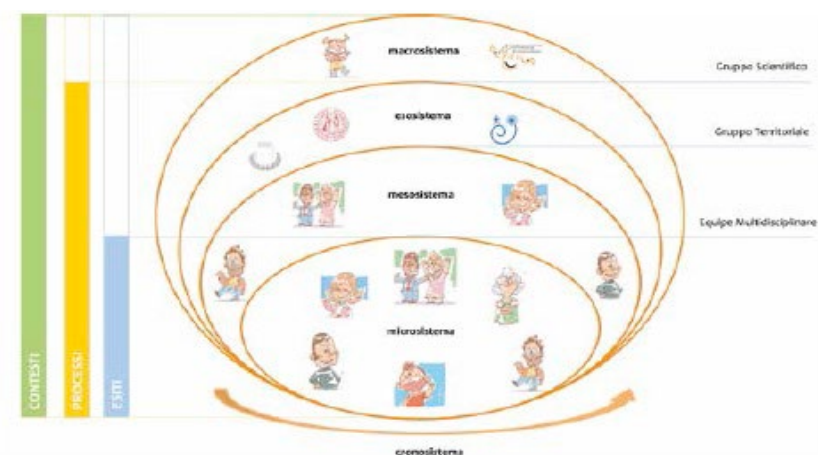 macrosistema
Gruppo Scientifico
esosistema
Gruppo Territoriale
mesosistema
Equipe Multidisciplinare
microsistema
CONTESTI
PROCESSI
ESITI
cronosistema